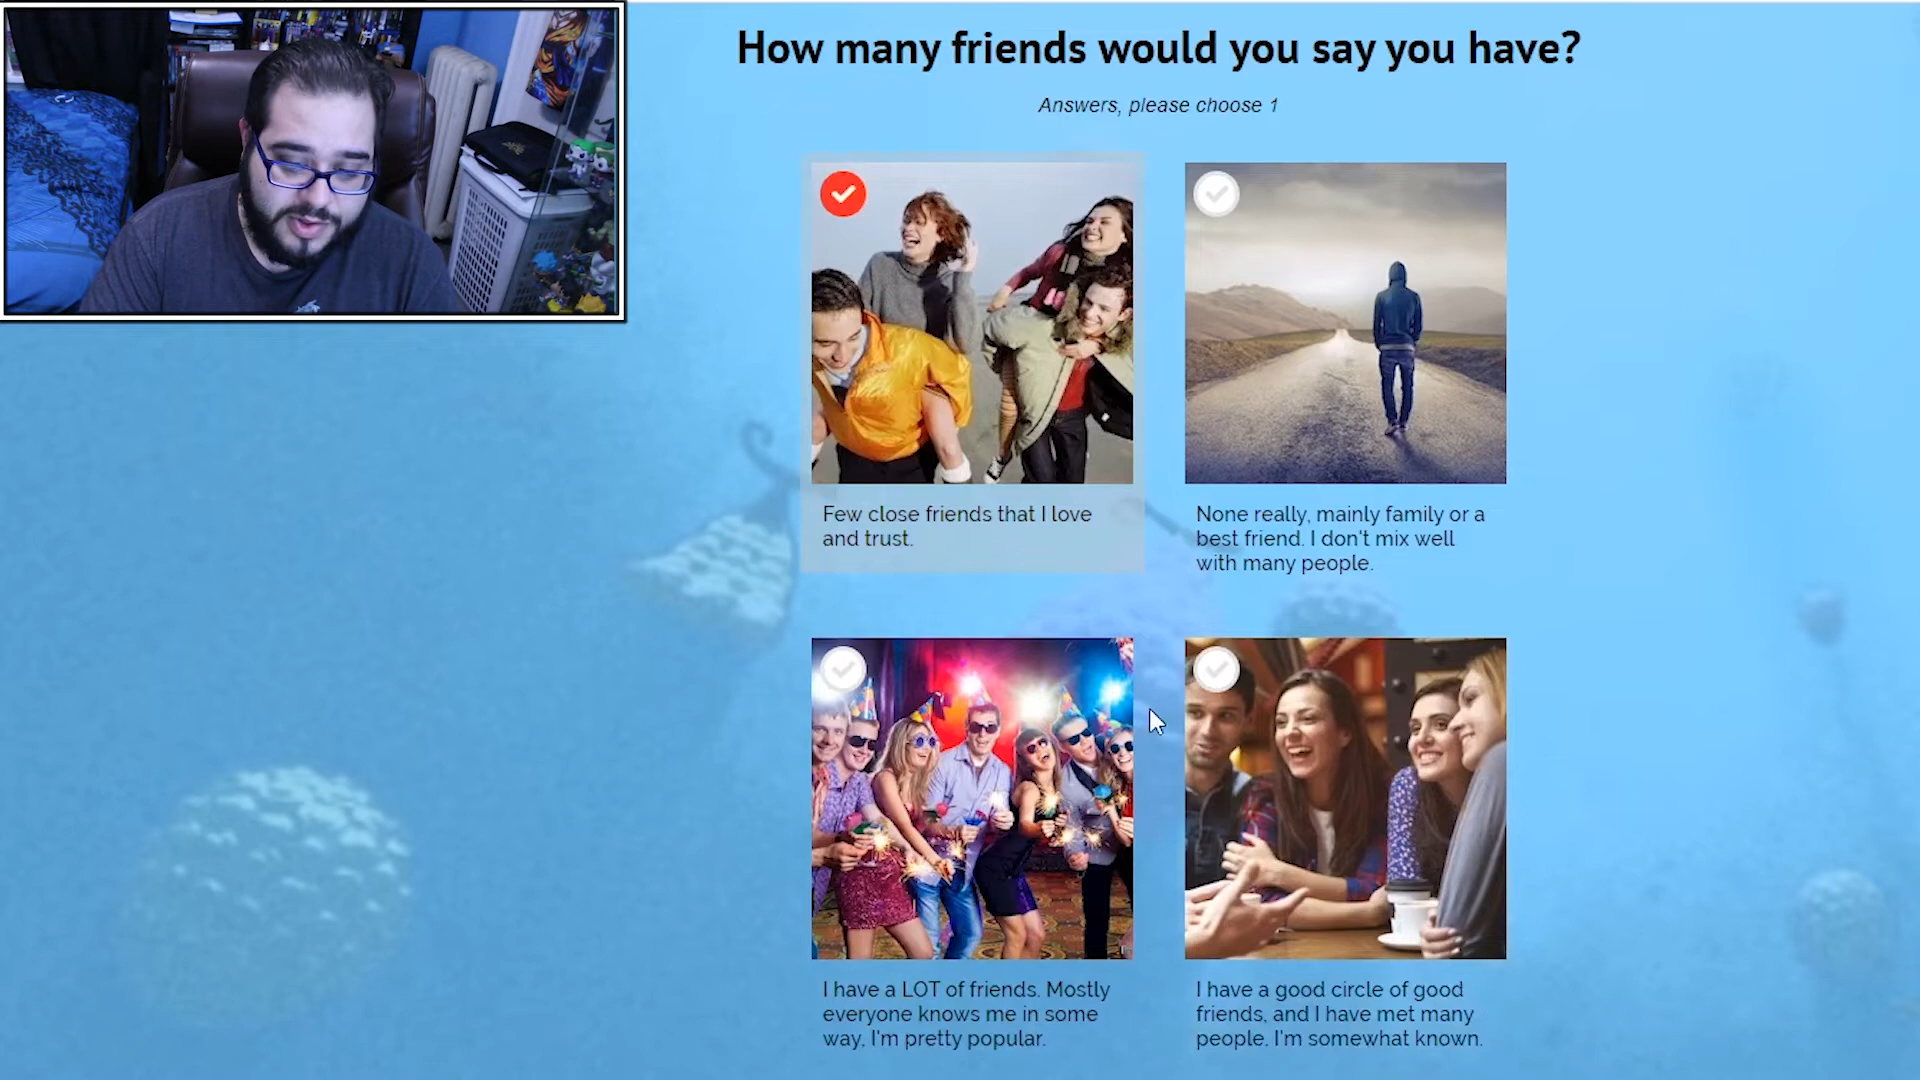 How many friends would you say you have?
Answers, please choose 1
Few close friends that I love
and trust.
None really, mainly family or a
best friend. I don't mix well
with many people.
I have a LOT of friends. Mostly
everyone knows me in some
way, I'm pretty popular.
I have a good circle of good
friends, and I have met many
people. I'm somewhat known.